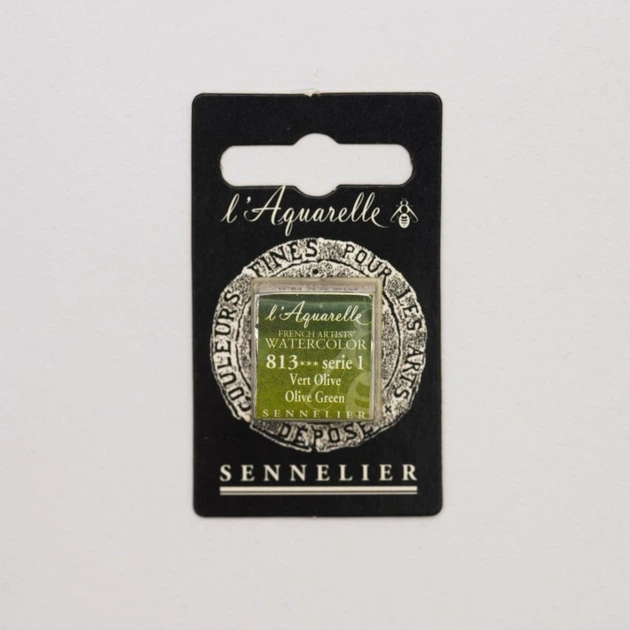 l'Aquarelle
COULEURS FINES POUR LES ARTS
DÉPOSÉ
l'Aquarelle
FRENCH ARTISTS'
WATERCOLOR
813*** serie 1
Vert Olive
Olive Green
SENNELIER
SENNELIER